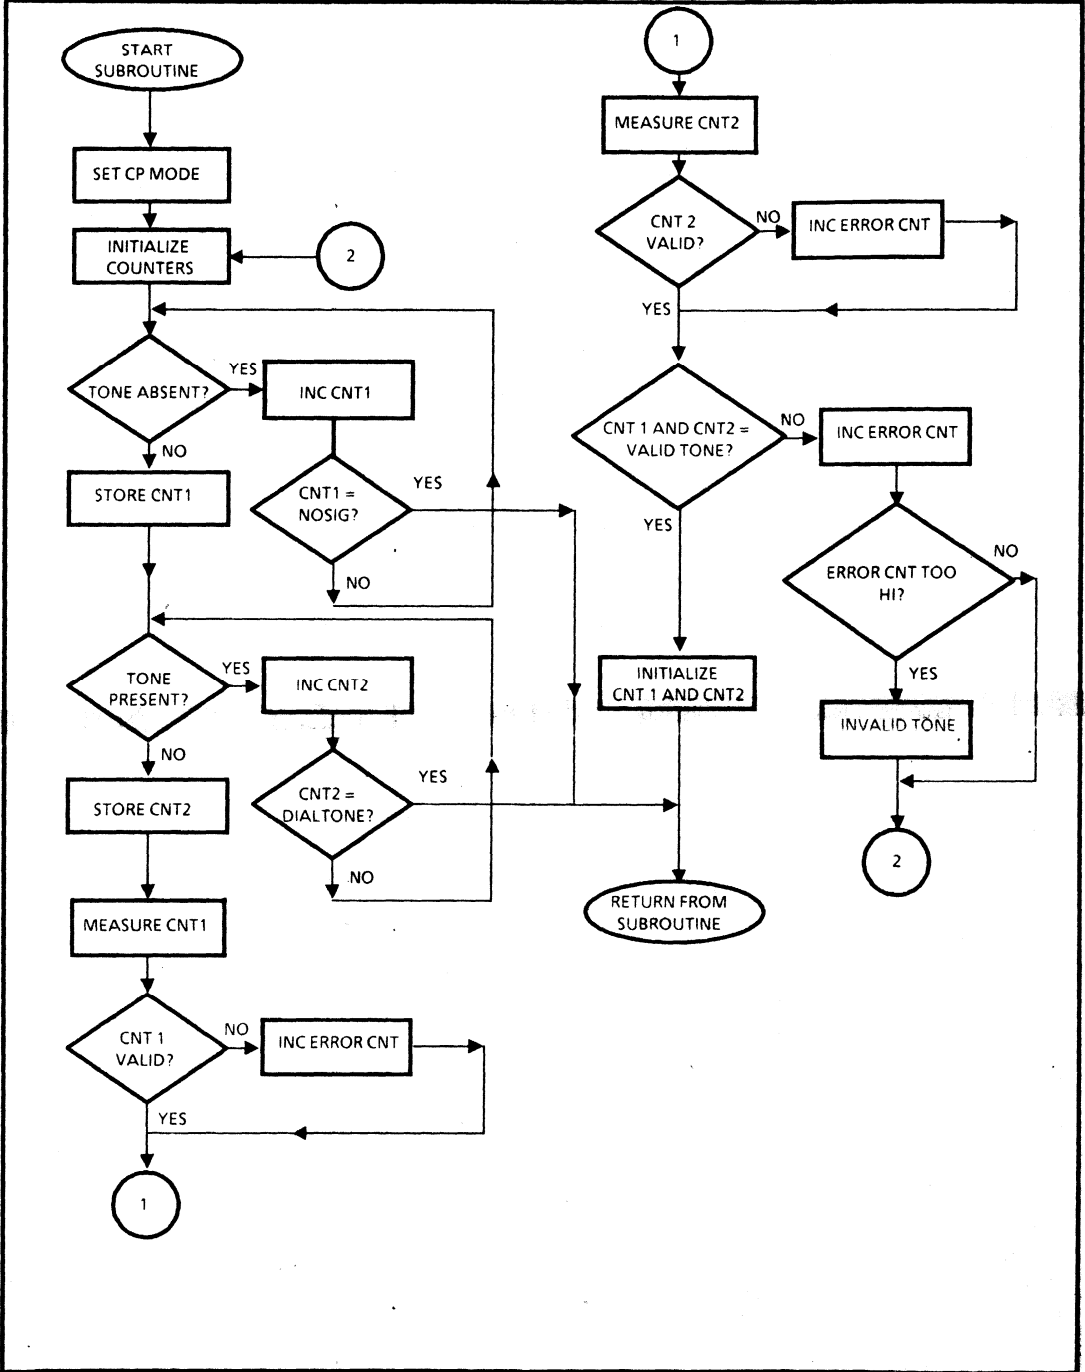 START
SUBROUTINE
SET CP MODE
INITIALIZE
COUNTERS
2
TONE ABSENT?
YES
INC CNT1
NO
STORE CNT1
CNT1 =
NOSIG?
YES
NO
TONE
PRESENT?
YES
INC CNT2
NO
STORE CNT2
CNT2 =
DIALTONE?
YES
NO
MEASURE CNT1
CNT 1
VALID?
NO
INC ERROR CNT
YES
1
1
MEASURE CNT2
CNT 2
VALID?
NO
INC ERROR CNT
YES
CNT 1 AND CNT2 =
VALID TONE?
NO
INC ERROR CNT
YES
ERROR CNT TOO
HI?
NO
YES
INITIALIZE
CNT 1 AND CNT2
INVALID TONE
2
RETURN FROM
SUBROUTINE